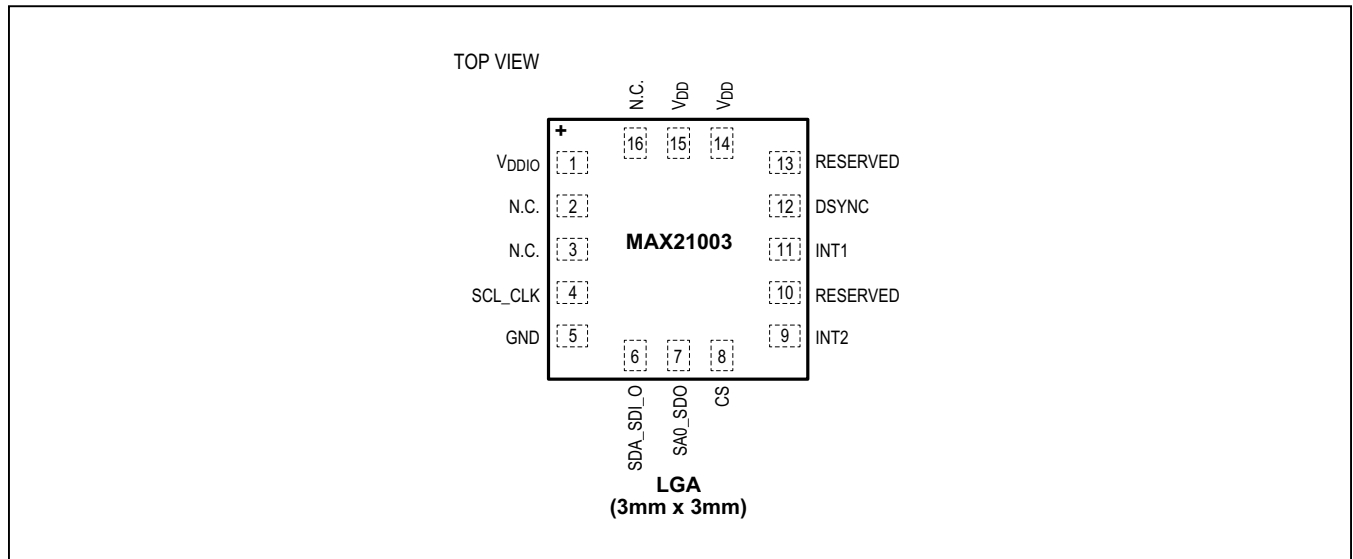 TOP VIEW
N.C.
VDD
VDD
+
16
15
14
VDDIO
1
13
RESERVED
N.C.
2
12
DSYNC
N.C.
3
MAX21003
11
INT1
SCL_CLK
4
10
RESERVED
GND
5
9
INT2
6
7
8
SDA_SDI_O
SA0_SDO
CS
LGA
(3mm x 3mm)